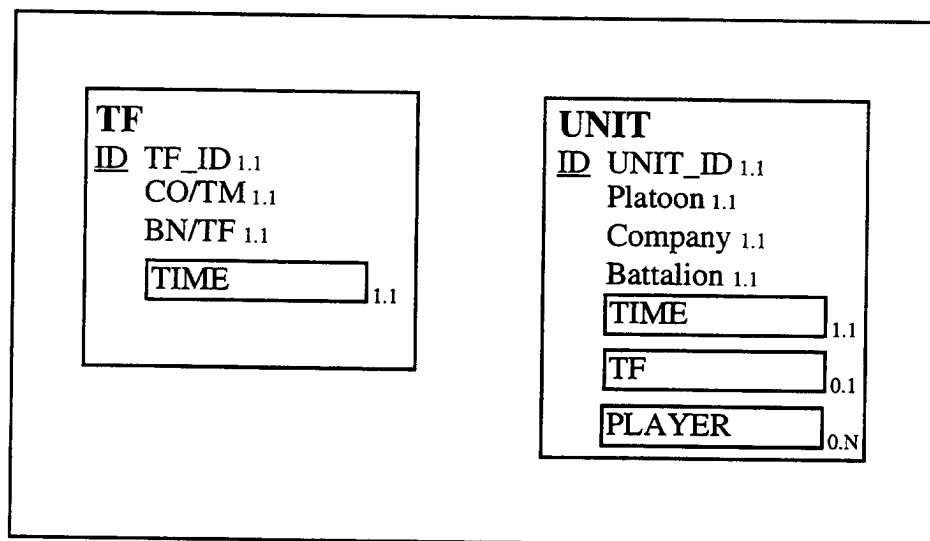 TF
ID TF_ID 1.1
CO/TM 1.1
BN/TF 1.1
TIME 1.1
UNIT
ID UNIT_ID 1.1
Platoon 1.1
Company 1.1
Battalion 1.1
TIME 1.1
TF 0.1
PLAYER 0.N